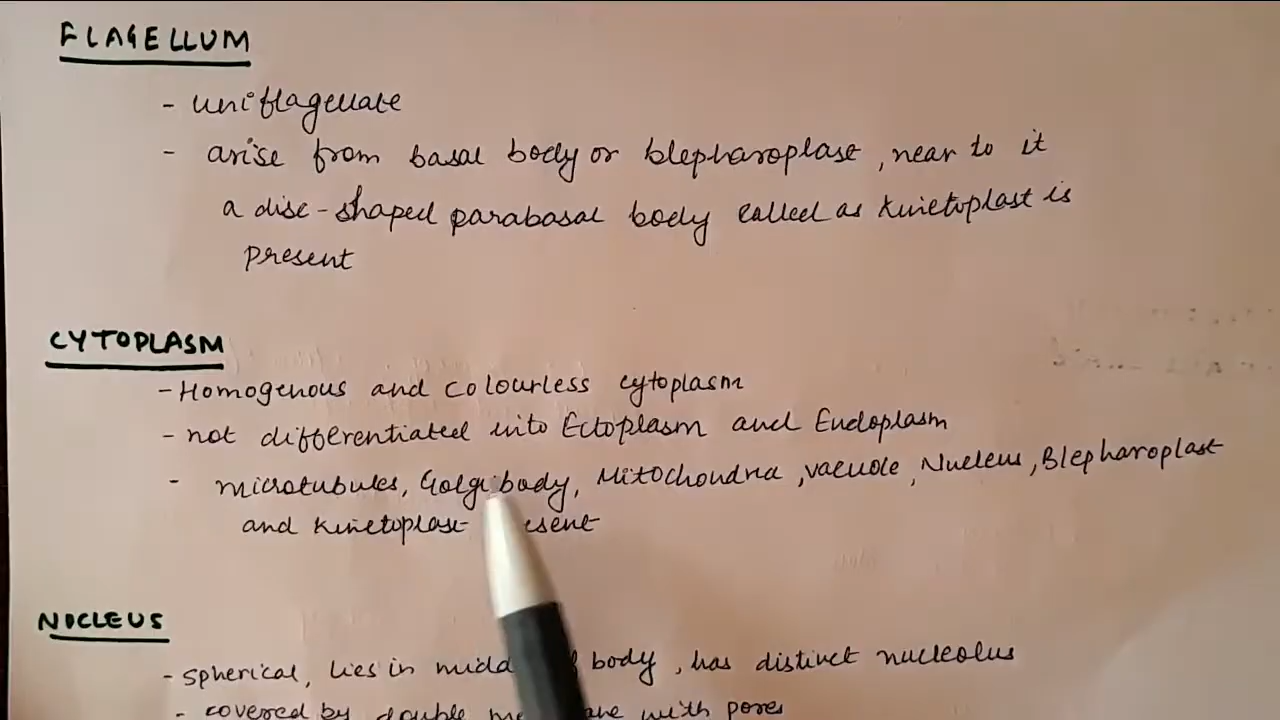 FLAGELLUM
- uniflagellate
- arise from basal body or blepharoplast, near to it
a disc-shaped parabasal body called as Kinetoplast is
present
CYTOPLASM
- Homogenous and colourless cytoplasm
- not differentiated into Ectoplasm and Endoplasm
- microtubules, Golgi body, Mitochondria, vacuole, Nucleus, Blepharoplast
and kinetoplast
NUCLEUS
- spherical, lies in body, has distinct nucleolus
- covered by double with pores